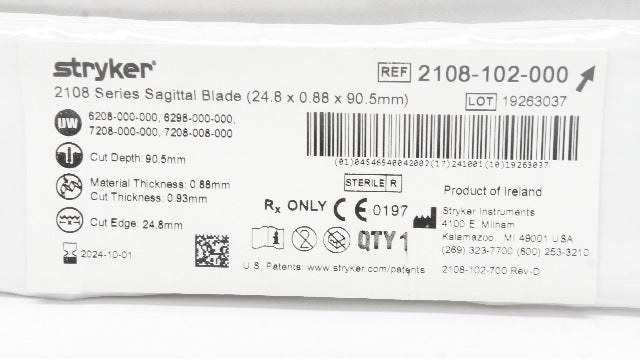 stryker®
REF 2108-102-000
2108 Series Sagittal Blade (24.8 x 0.88 x 90.5mm)
LOT 19263037
UW 6208-000-000, 6298-000-000,
7208-000-000, 7208-008-000
(01)04546540042002(17)241001(10)19263037
Cut Depth: 90.5mm
STERILE R
Material Thickness: 0.88mm
Cut Thickness: 0.93mm
Product of Ireland
Rx ONLY CE 0197
Stryker Instruments
4100 E. Milham
Kalamazoo, MI 49001 USA
(269) 323-7700 (800) 253-3210
Cut Edge: 24.8mm
QTY 1
2024-10-01
U.S. Patents: www.stryker.com/patents
2108-102-700 Rev-D